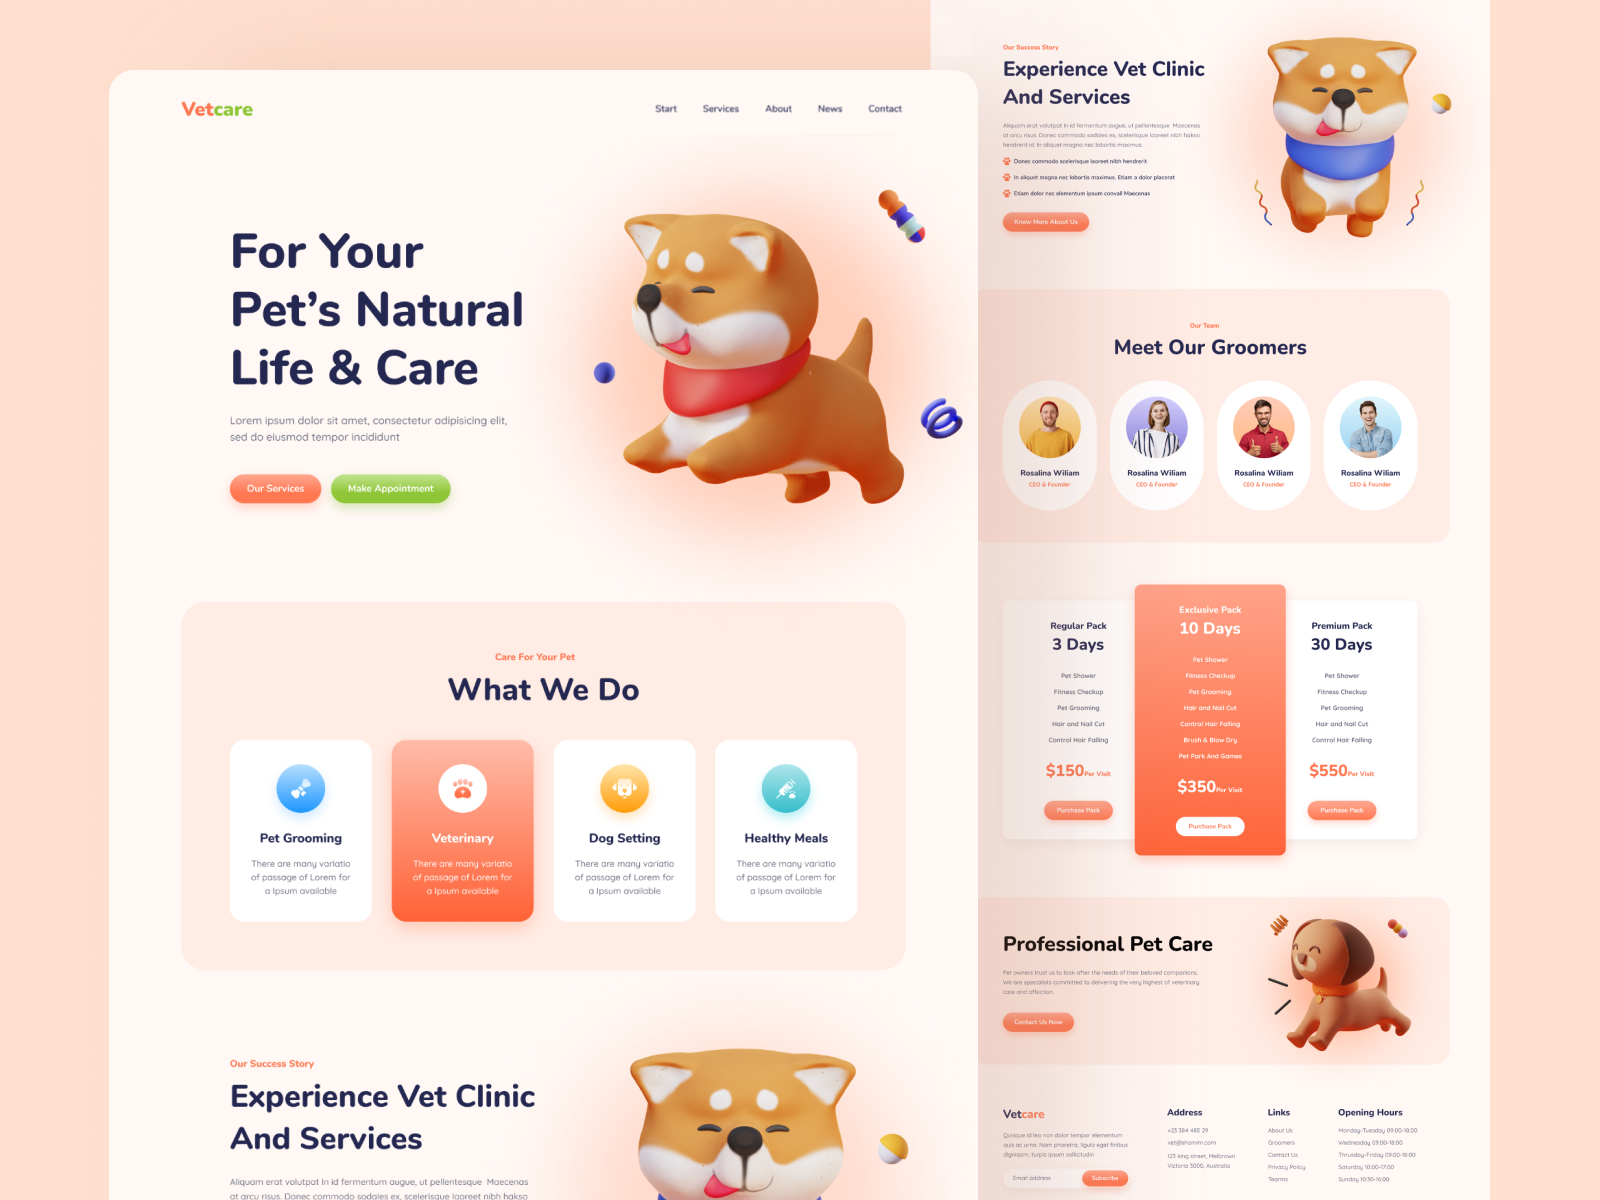 Vetcare
Start
Services
About
News
Contact
For Your
Pet's Natural
Life & Care
Lorem ipsum dolor sit amet, consectetur adipisicing elit,
sed do eiusmod tempor incididunt
Our Services
Make Appointment
Care For Your Pet
What We Do
Pet Grooming
There are many variatio
of passage of Lorem for
a Ipsum available
Veterinary
There are many variatio
of passage of Lorem for
a Ipsum available
Dog Setting
There are many variatio
of passage of Lorem for
a Ipsum available
Healthy Meals
There are many variatio
of passage of Lorem for
a Ipsum available
Our Success Story
Experience Vet Clinic
And Services
Aliquam erat volutpat In id fermentum augue, ut pellentesque Maecenas
at arcu risus. Donec commodo sodales ex, scelerisque laoreet nibh hakso
Our Success Story
Experience Vet Clinic
And Services
Aliquam erat volutpat In id fermentum augue, ut pellentesque Maecenas
at arcu risus. Donec commodo sodales ex, scelerisque laoreet nibh hakso
hendrerit id. In aliquet magna nec lobortis maximus.
Donec commodo scelerisque laoreet nibh hendrerit
In aliquet magna nec lobortis maximus. Etiam a dolor placerat
Etiam dolor nec elementum ipsum convall Maecenas
Know More About Us
Our Team
Meet Our Groomers
Rosalina Wiliam
CEO & Founder
Rosalina Wiliam
CEO & Founder
Rosalina Wiliam
CEO & Founder
Rosalina Wiliam
CEO & Founder
Regular Pack
3 Days
Pet Shower
Fitness Checkup
Pet Grooming
Hair and Nail Cut
Control Hair Falling
$150Per Visit
Purchase Pack
Exclusive Pack
10 Days
Pet Shower
Fitness Checkup
Pet Grooming
Hair and Nail Cut
Control Hair Falling
Brush & Blow Dry
Pet Park And Games
$350Per Visit
Purchase Pack
Premium Pack
30 Days
Pet Shower
Fitness Checkup
Pet Grooming
Hair and Nail Cut
Control Hair Falling
$550Per Visit
Purchase Pack
Professional Pet Care
Pet owners trust us to look after the needs of their beloved companions.
We are specialists committed to delivering the very highest of veterinary
care and affection.
Contact Us Now
Vetcare
Quisque id leo non dolor tempor elementum
quis ac urna. Nam pharetra, ligula eget finibus
dignissim, turpis ipsum sollicitudin
Email address
Subscribe
Address
+23 384 485 29
vet@shamim.com
123 king street, Melbrown
Victoria 3000, Australia
Links
About Us
Groomers
Contact Us
Privacy Policy
Tearms
Opening Hours
Monday-Tuesday 09:00-18:00
Wednesday 09:00-18:00
Thrusday-Friday 09:00-18:00
Saturday 10:00-17:00
Sunday 10:30-16:00